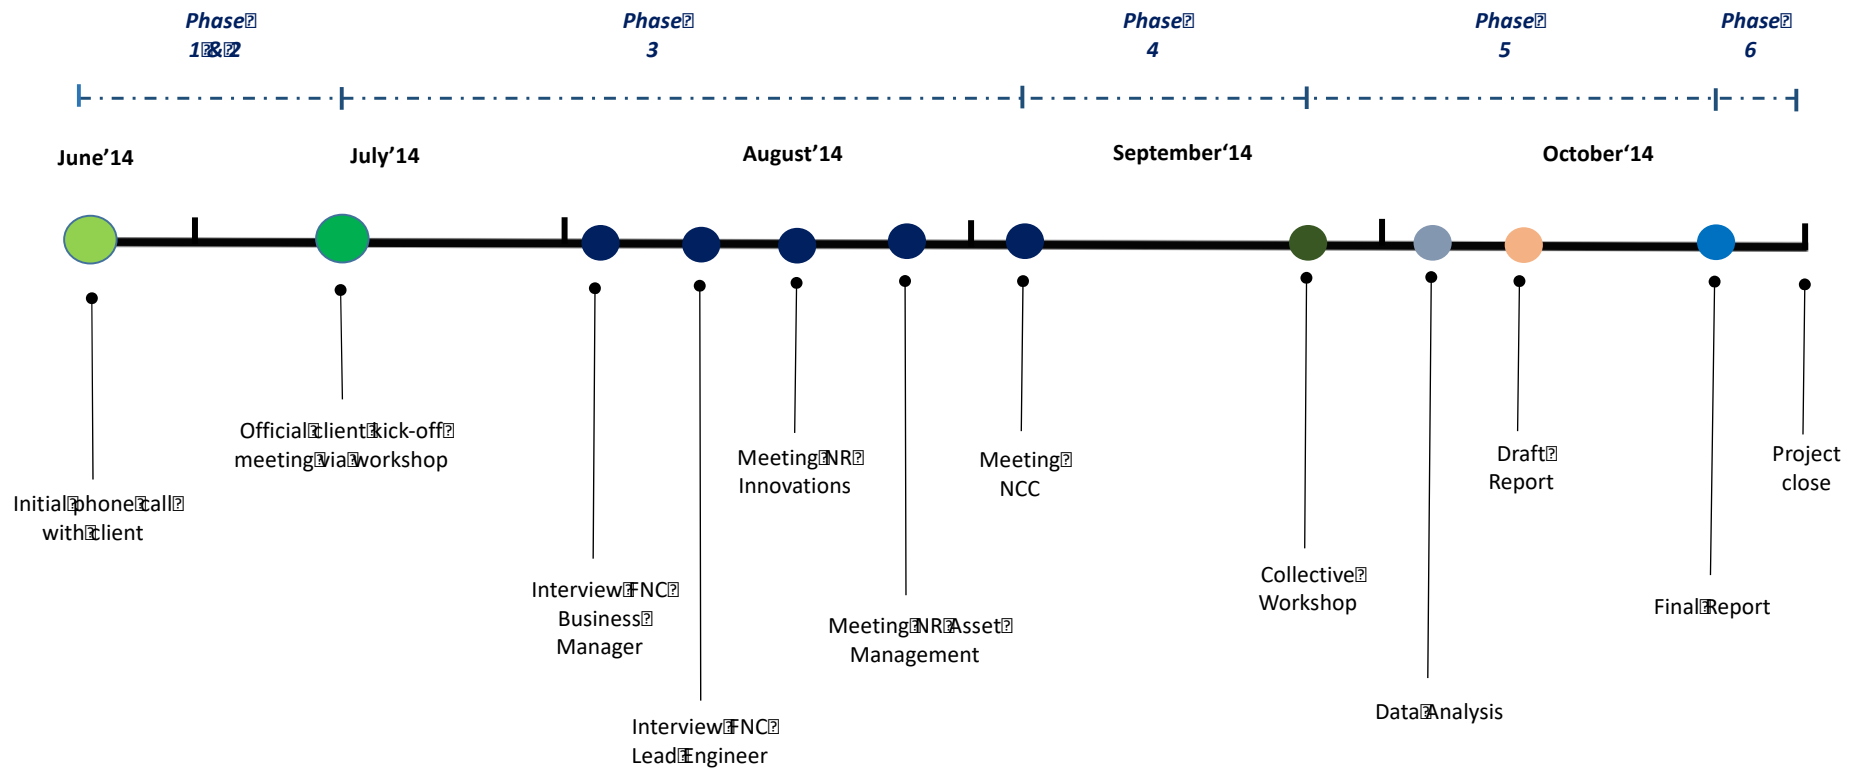 Phase
1 & 2
Phase
3
Phase
4
Phase
5
Phase
6
June’14
July’14
August’14
September‘14
October‘14
Initial phone call
with client
Official client kick-off
meeting via workshop
Interview FNC
Business
Manager
Interview FNC
Lead Engineer
Meeting NR
Innovations
Meeting NR Asset
Management
Meeting
NCC
Collective
Workshop
Data Analysis
Draft
Report
Final Report
Project
close